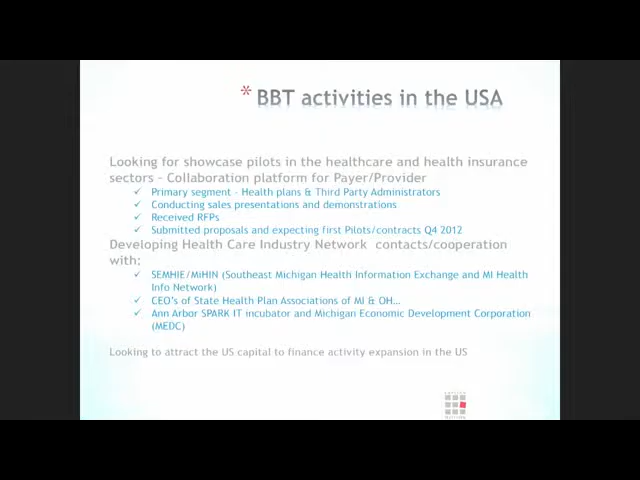 * BBT activities in the USA
Looking for showcase pilots in the healthcare and health insurance
sectors – Collaboration platform for Payer/Provider
✓ Primary segment – Health plans & Third Party Administrators
✓ Conducting sales presentations and demonstrations
✓ Received RFPs
✓ Submitted proposals and expecting first Pilots/contracts Q4 2012
Developing Health Care Industry Network contacts/cooperation
with:
✓ SEMHIE/MiHIN (Southeast Michigan Health Information Exchange and MI Health
Info Network)
✓ CEO's of State Health Plan Associations of MI & OH…
✓ Ann Arbor SPARK IT incubator and Michigan Economic Development Corporation
(MEDC)
Looking to attract the US capital to finance activity expansion in the US